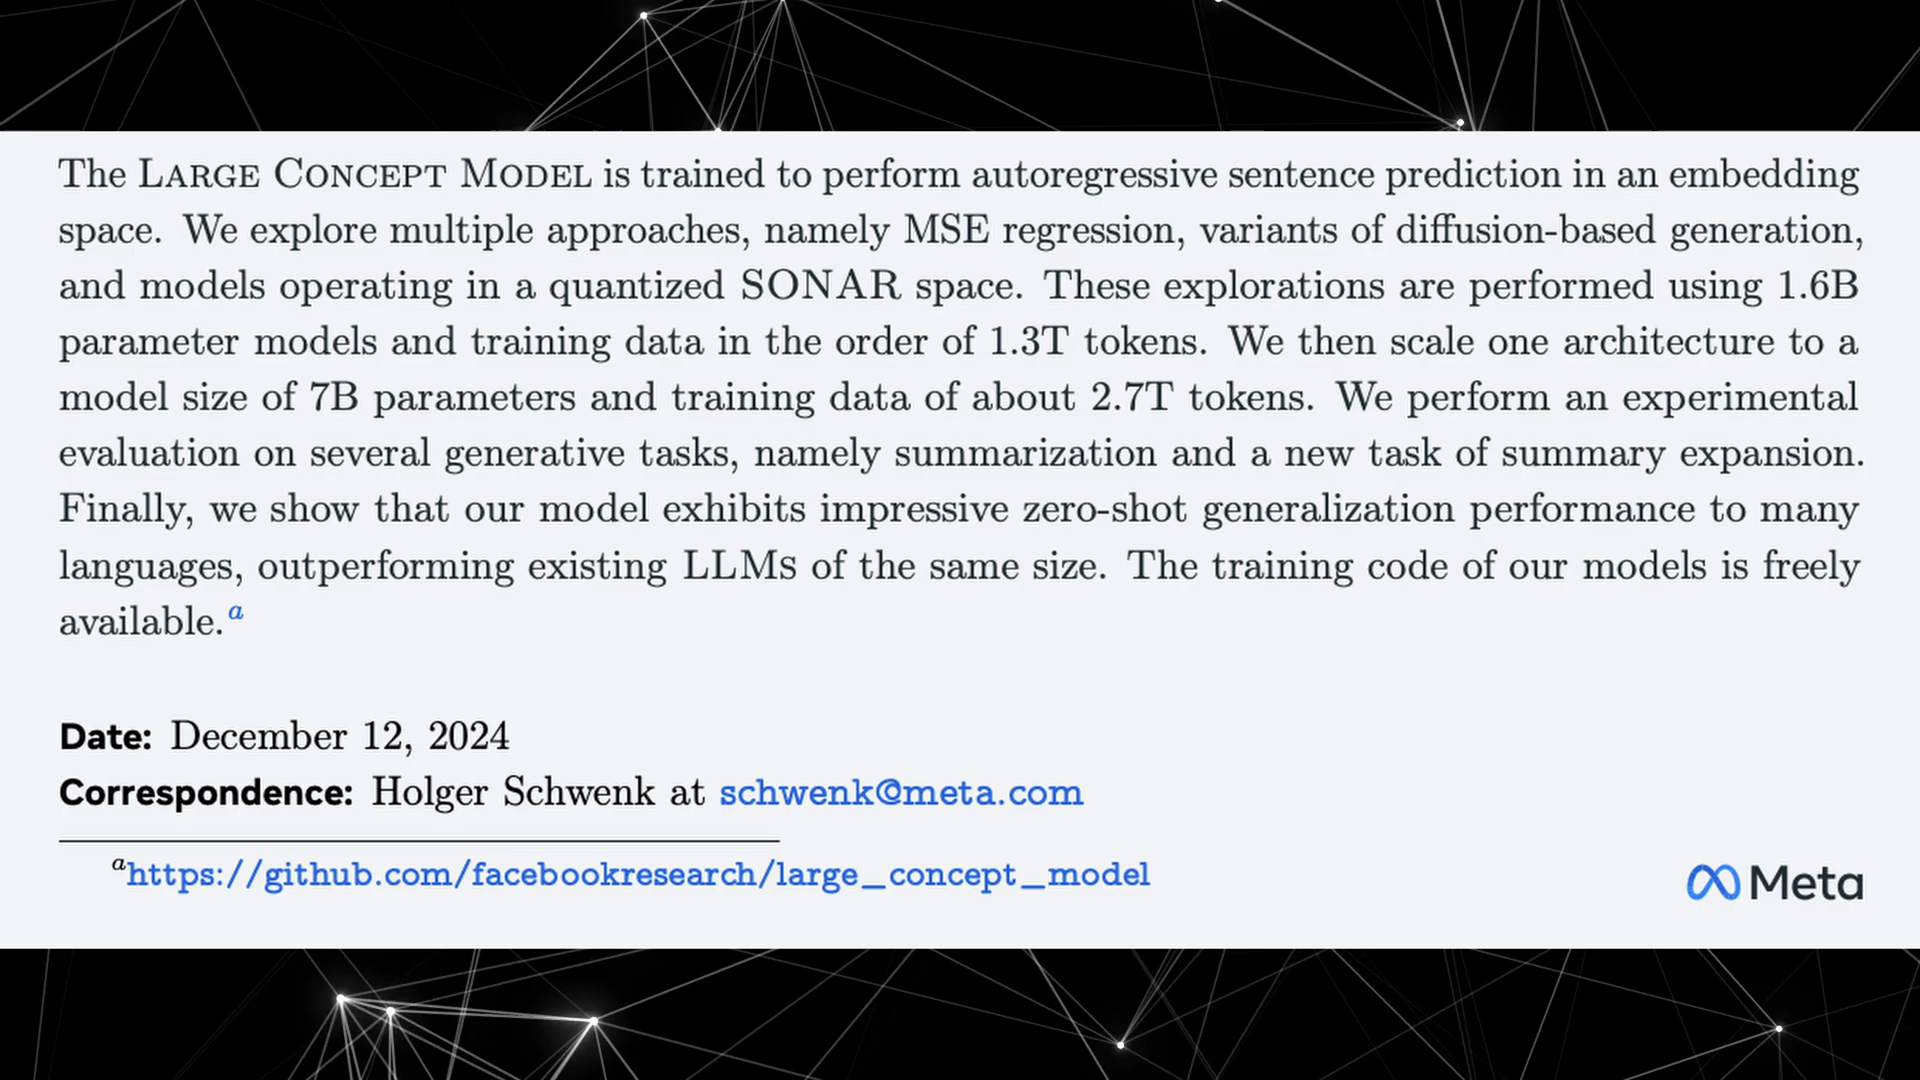 The LARGE CONCEPT MODEL is trained to perform autoregressive sentence prediction in an embedding
space. We explore multiple approaches, namely MSE regression, variants of diffusion-based generation,
and models operating in a quantized SONAR space. These explorations are performed using 1.6B
parameter models and training data in the order of 1.3T tokens. We then scale one architecture to a
model size of 7B parameters and training data of about 2.7T tokens. We perform an experimental
evaluation on several generative tasks, namely summarization and a new task of summary expansion.
Finally, we show that our model exhibits impressive zero-shot generalization performance to many
languages, outperforming existing LLMs of the same size. The training code of our models is freely
available.a
Date: December 12, 2024
Correspondence: Holger Schwenk at schwenk@meta.com
ahttps://github.com/facebookresearch/large_concept_model
Meta